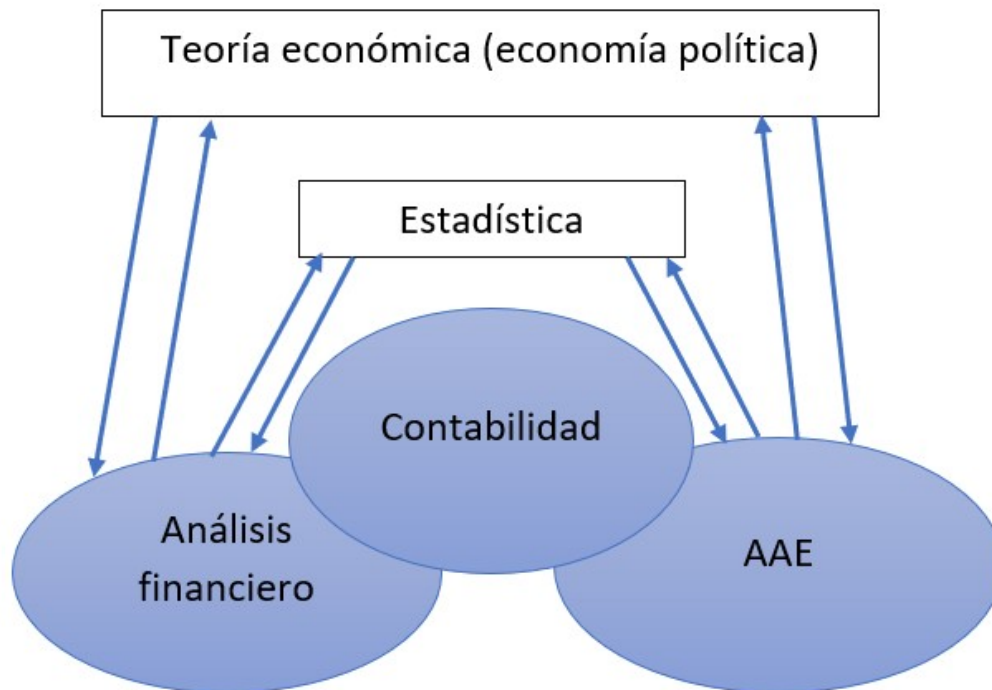 Teoría económica (economía política)
Estadística
Contabilidad
Análisis
financiero
AAE